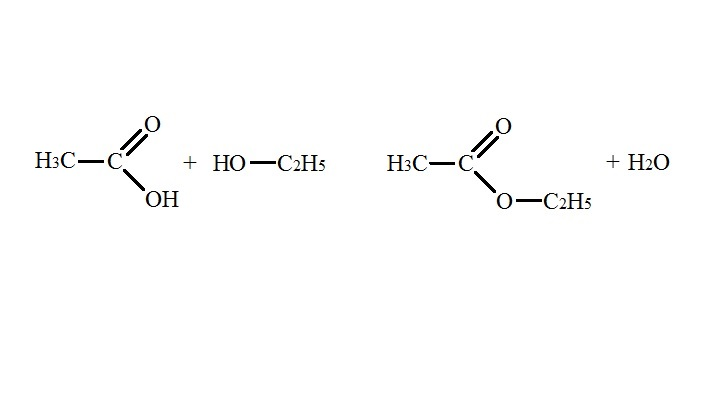 O O
H3C C + HO C2H5 H3C C + H2O
OH O C2H5